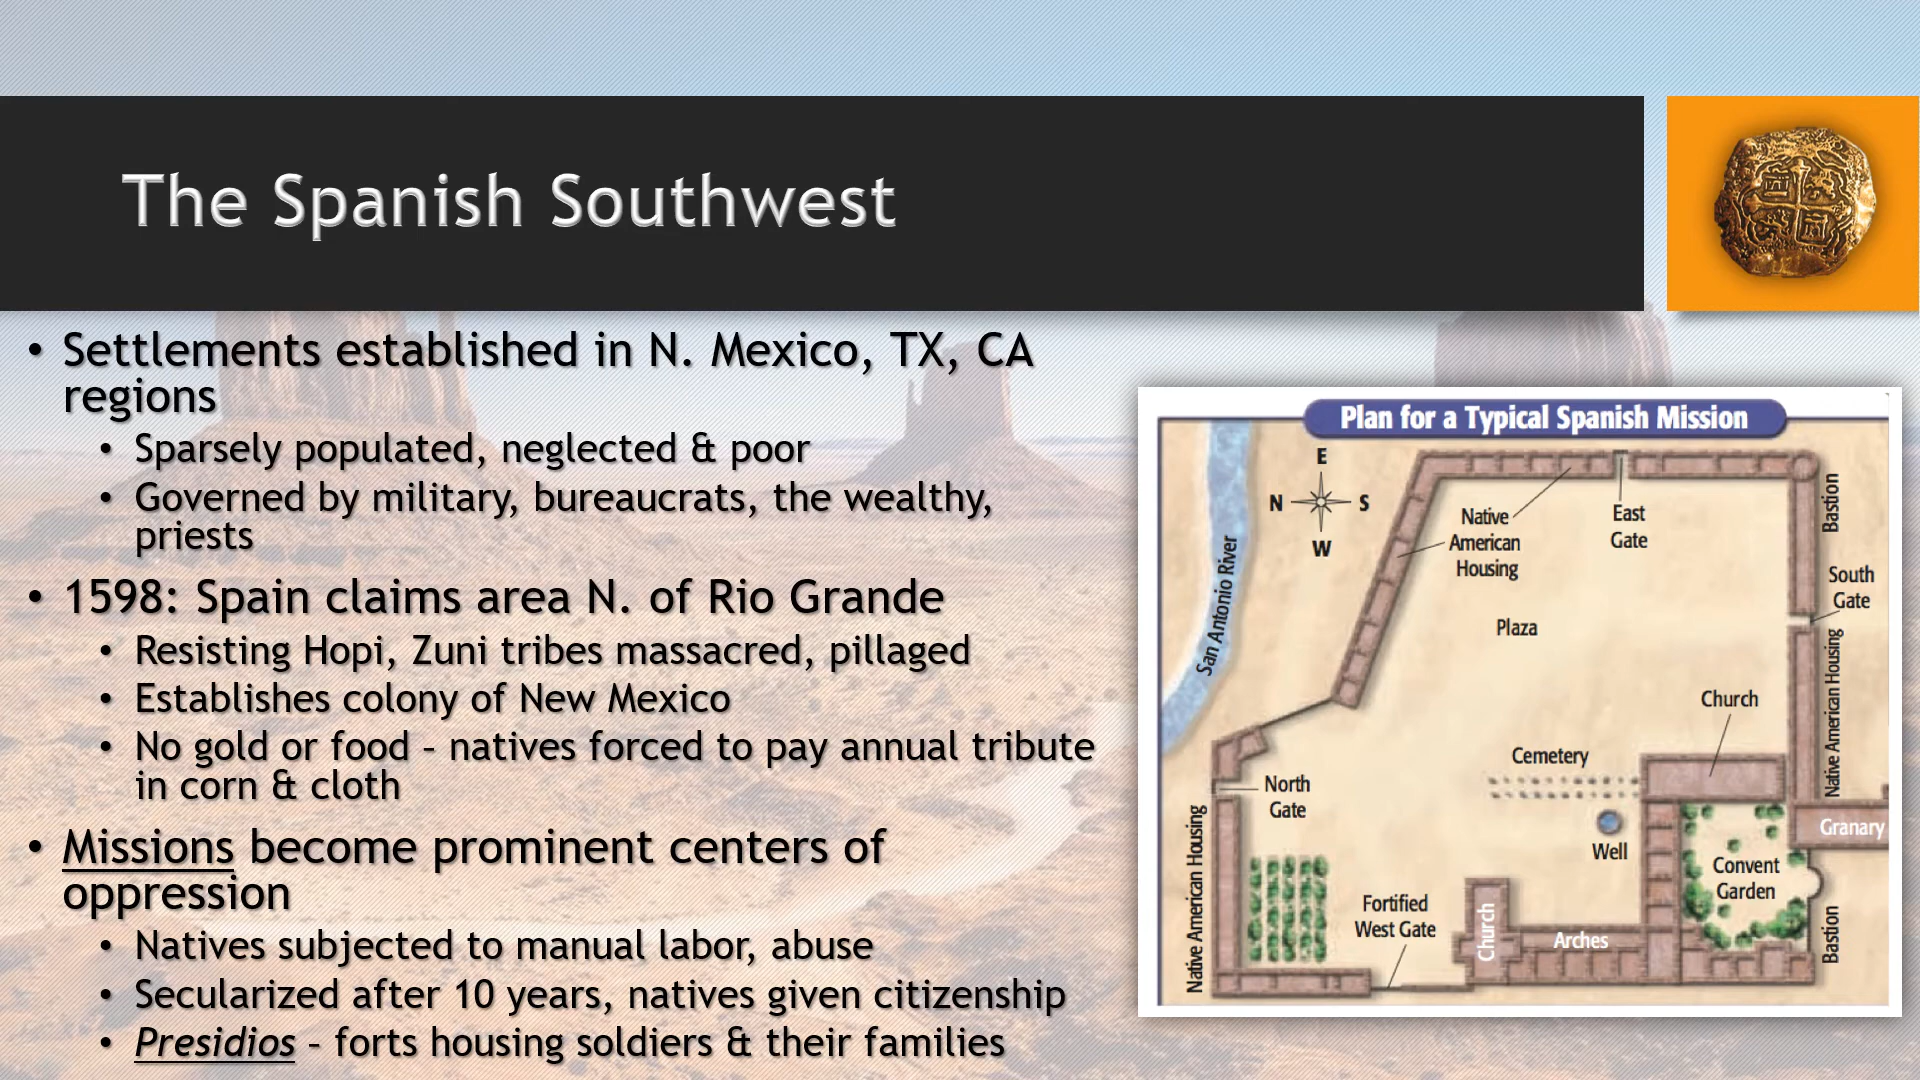 The Spanish Southwest
• Settlements established in N. Mexico, TX, CA
regions
• Sparsely populated, neglected & poor
• Governed by military, bureaucrats, the wealthy,
priests
• 1598: Spain claims area N. of Rio Grande
• Resisting Hopi, Zuni tribes massacred, pillaged
• Establishes colony of New Mexico
• No gold or food – natives forced to pay annual tribute
in corn & cloth
• Missions become prominent centers of
oppression
• Natives subjected to manual labor, abuse
• Secularized after 10 years, natives given citizenship
• Presidios – forts housing soldiers & their families
Plan for a Typical Spanish Mission
E
N
S
W
San Antonio River
Native
American
Housing
East
Gate
Bastion
South
Gate
Plaza
Native American Housing
Church
Cemetery
North
Gate
Well
Granary
Convent
Garden
Native American Housing
Fortified
West Gate
Church
Arches
Bastion